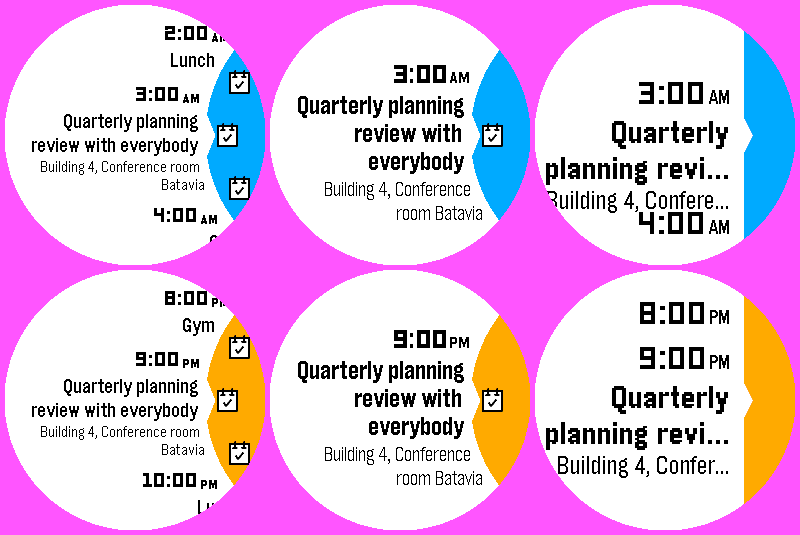 2:00
Lunch
3:00 AM
Quarterly planning
review with everybody
Building 4, Conference room
Batavia
4:00 AM
3:00 AM
Quarterly planning
review with
everybody
Building 4, Conference
room Batavia
3:00 AM
Quarterly
planning revi...
Building 4, Confere...
4:00 AM
8:00
Gym
9:00 PM
Quarterly planning
review with everybody
Building 4, Conference room
Batavia
10:00 PM
9:00 PM
Quarterly planning
review with
everybody
Building 4, Conference
room Batavia
8:00 PM
9:00 PM
Quarterly
planning revi...
Building 4, Confer...